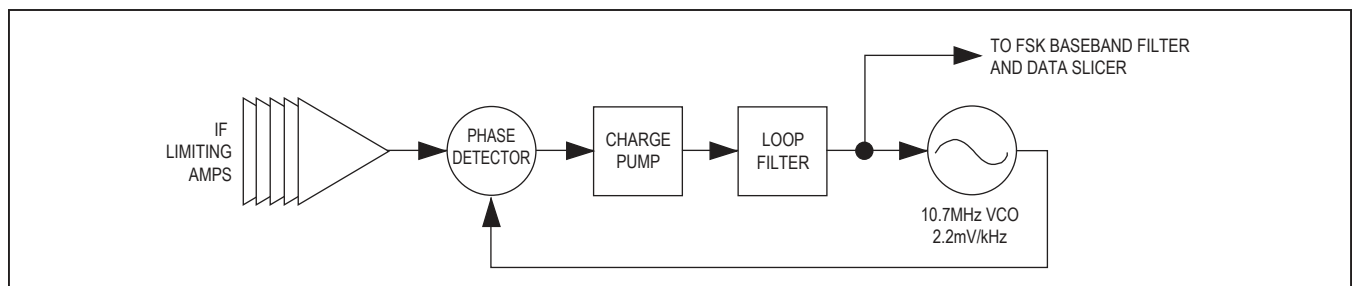 TO FSK BASEBAND FILTER
AND DATA SLICER
IF
LIMITING
AMPS
PHASE
DETECTOR
CHARGE
PUMP
LOOP
FILTER
10.7MHz VCO
2.2mV/kHz